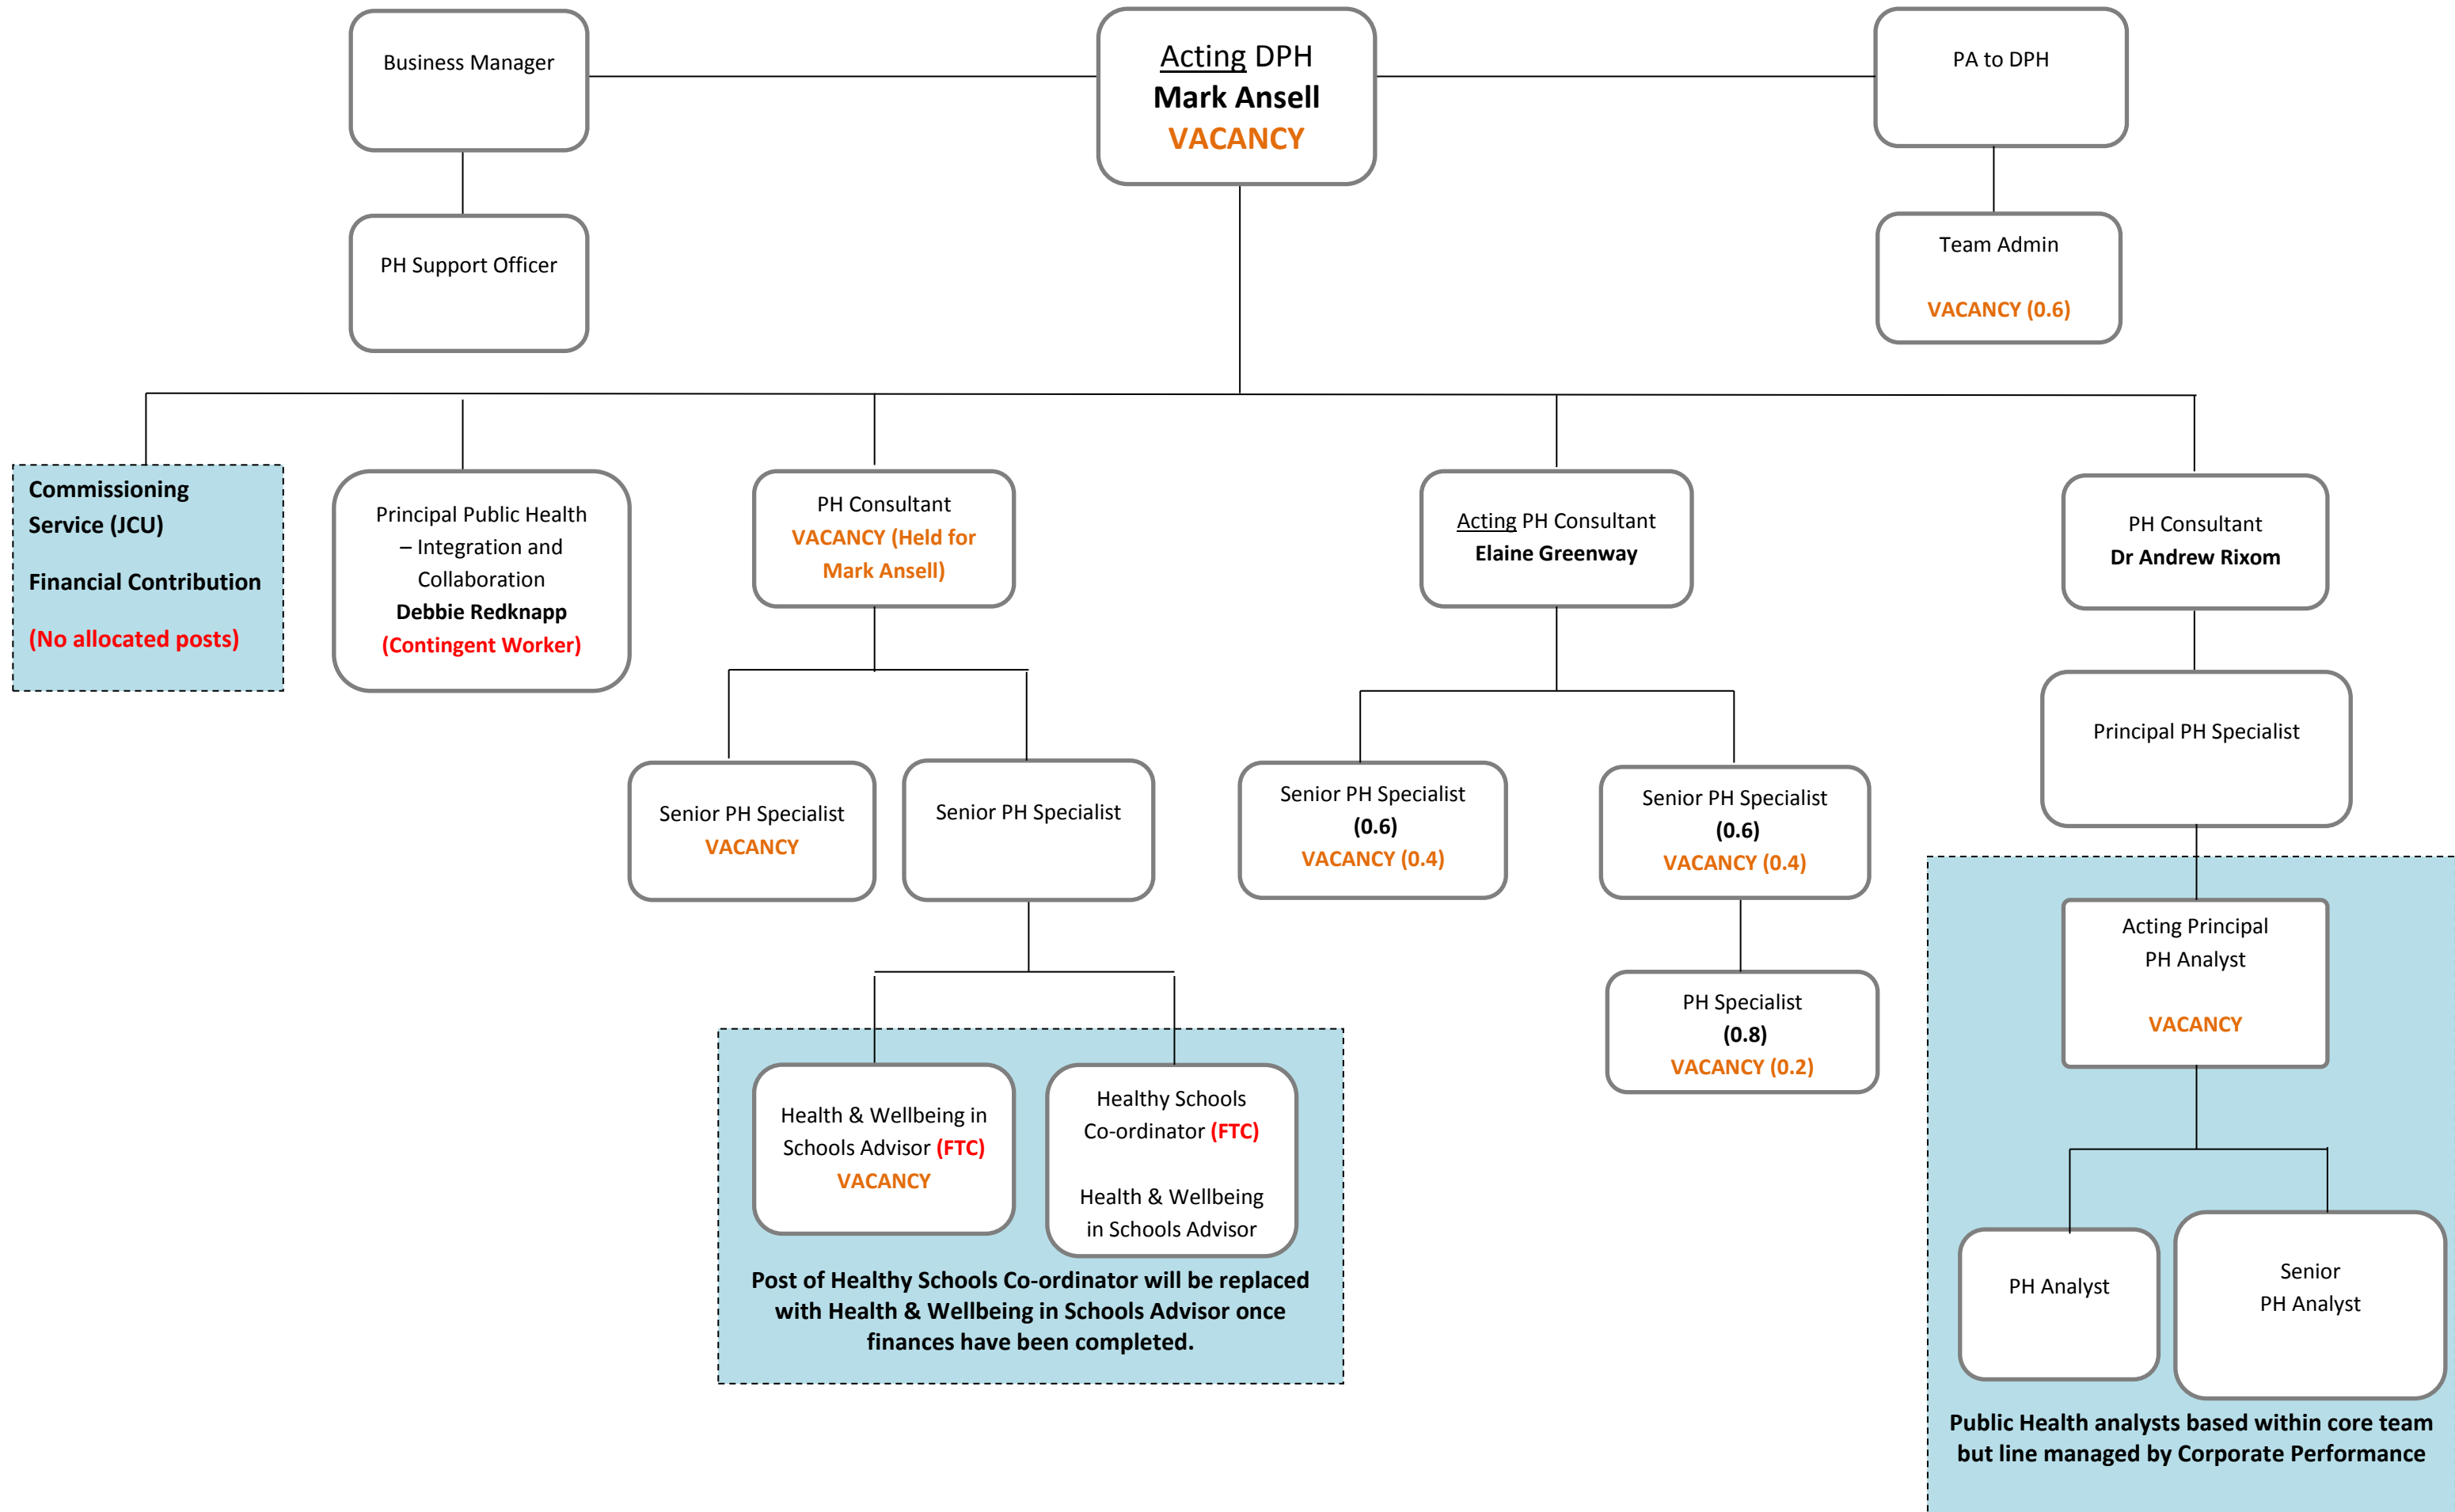 Business Manager
Acting DPH
Mark Ansell
VACANCY
PA to DPH
PH Support Officer
Team Admin
VACANCY (0.6)
Commissioning
Service (JCU)
Financial Contribution
(No allocated posts)
Principal Public Health
– Integration and
Collaboration
Debbie Redknapp
(Contingent Worker)
PH Consultant
VACANCY (Held for
Mark Ansell)
Acting PH Consultant
Elaine Greenway
PH Consultant
Dr Andrew Rixom
Senior PH Specialist
VACANCY
Senior PH Specialist
Senior PH Specialist
(0.6)
VACANCY (0.4)
Senior PH Specialist
(0.6)
VACANCY (0.4)
Principal PH Specialist
Health & Wellbeing in
Schools Advisor (FTC)
VACANCY
Healthy Schools
Co-ordinator (FTC)
Health & Wellbeing
in Schools Advisor
Post of Healthy Schools Co-ordinator will be replaced
with Health & Wellbeing in Schools Advisor once
finances have been completed.
PH Specialist
(0.8)
VACANCY (0.2)
Acting Principal
PH Analyst
VACANCY
PH Analyst
Senior
PH Analyst
Public Health analysts based within core team
but line managed by Corporate Performance